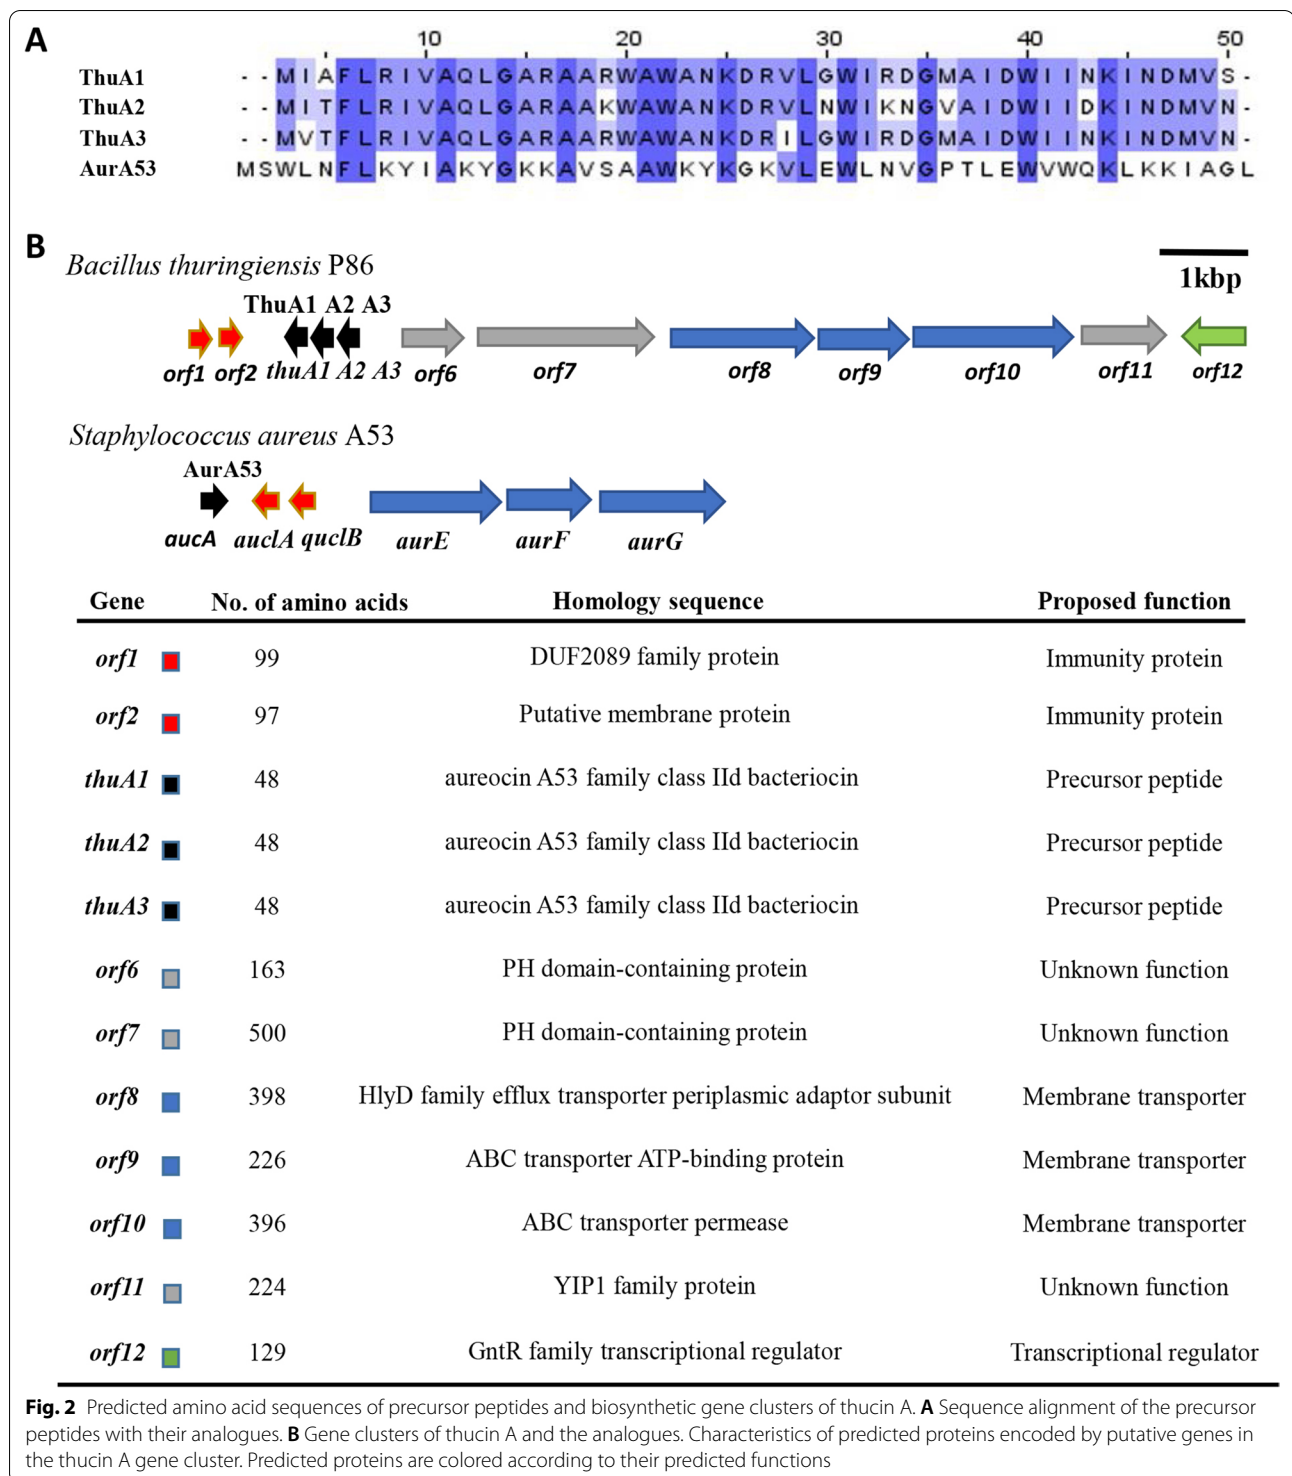 A
10 20 30 40 50
ThuA1 - - M I A F L R I V A Q L G A R A A R W A W A N K D R V L G W I R D G M A I D W I I N K I N D M V S -
ThuA2 - - M I T F L R I V A Q L G A R A A K W A W A N K D R V L N W I K N G V A I D W I I D K I N D M V N -
ThuA3 - - M V T F L R I V A Q L G A R A A R W A W A N K D R I L G W I R D G M A I D W I I N K I N D M V N -
AurA53 M S W L N F L K Y I A K Y G K K A V S A A W K Y K G K V L E W L N V G P T L E W V W Q K L K K I A G L
B
Bacillus thuringiensis P86
1kbp
ThuA1 A2 A3
orf1 orf2 thuA1 A2 A3 orf6 orf7 orf8 orf9 orf10 orf11 orf12
Staphylococcus aureus A53
AurA53
aucA auclA quclB aurE aurF aurG
Gene No. of amino acids Homology sequence Proposed function
orf1 99 DUF2089 family protein Immunity protein
orf2 97 Putative membrane protein Immunity protein
thuA1 48 aureocin A53 family class IId bacteriocin Precursor peptide
thuA2 48 aureocin A53 family class IId bacteriocin Precursor peptide
thuA3 48 aureocin A53 family class IId bacteriocin Precursor peptide
orf6 163 PH domain-containing protein Unknown function
orf7 500 PH domain-containing protein Unknown function
orf8 398 HlyD family efflux transporter periplasmic adaptor subunit Membrane transporter
orf9 226 ABC transporter ATP-binding protein Membrane transporter
orf10 396 ABC transporter permease Membrane transporter
orf11 224 YIP1 family protein Unknown function
orf12 129 GntR family transcriptional regulator Transcriptional regulator
Fig. 2 Predicted amino acid sequences of precursor peptides and biosynthetic gene clusters of thucin A. A Sequence alignment of the precursor
peptides with their analogues. B Gene clusters of thucin A and the analogues. Characteristics of predicted proteins encoded by putative genes in
the thucin A gene cluster. Predicted proteins are colored according to their predicted functions